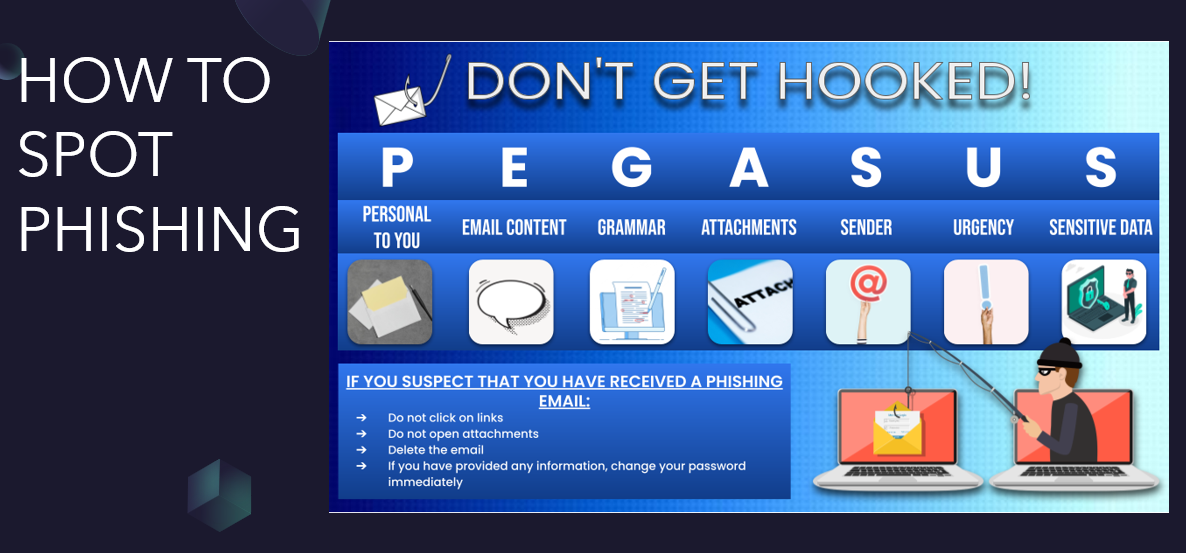 HOW TO
SPOT
PHISHING
DON'T GET HOOKED!
P E G A S U S
PERSONAL
TO YOU
EMAIL CONTENT
GRAMMAR
ATTACHMENTS
SENDER
URGENCY
SENSITIVE DATA
ATTACH
@
!
IF YOU SUSPECT THAT YOU HAVE RECEIVED A PHISHING
EMAIL:
➔ Do not click on links
➔ Do not open attachments
➔ Delete the email
➔ If you have provided any information, change your password
immediately